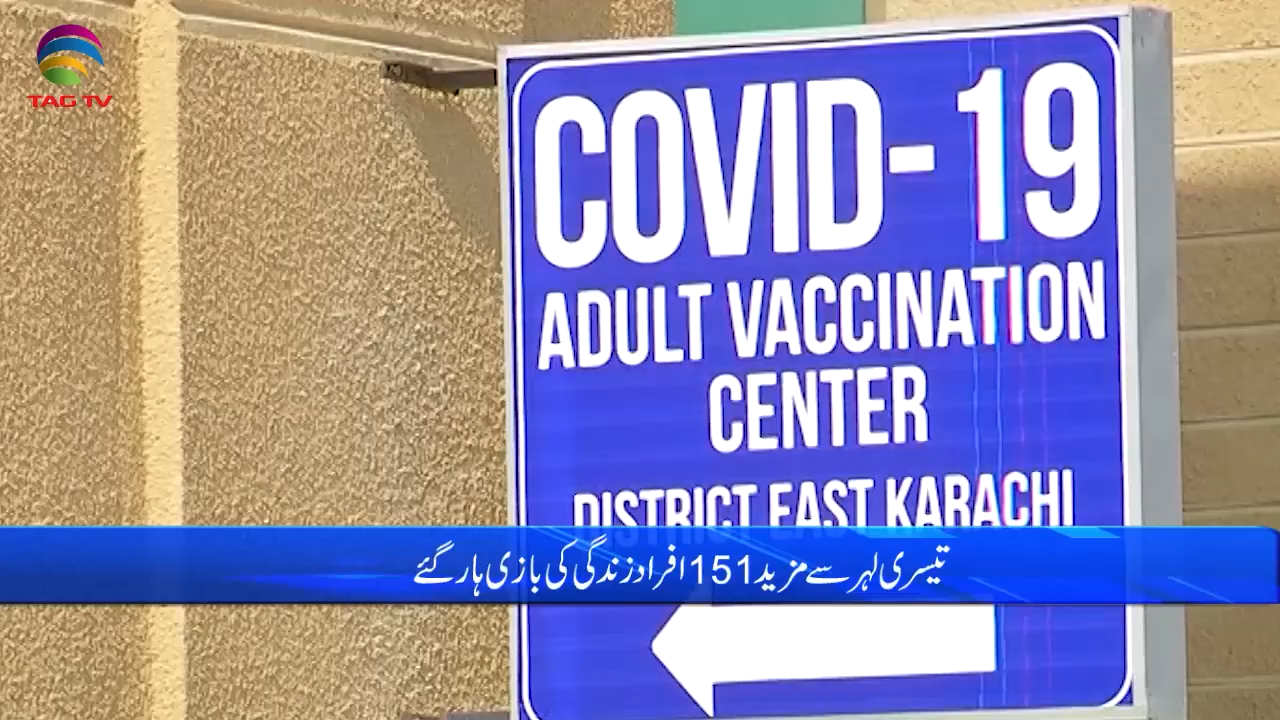 TAG TV
COVID-19
ADULT VACCINATION
CENTER
DISTRICT EAST KARACHI
تیسری لہر سے مزید 151 افراد زندگی کی بازی ہار گئے